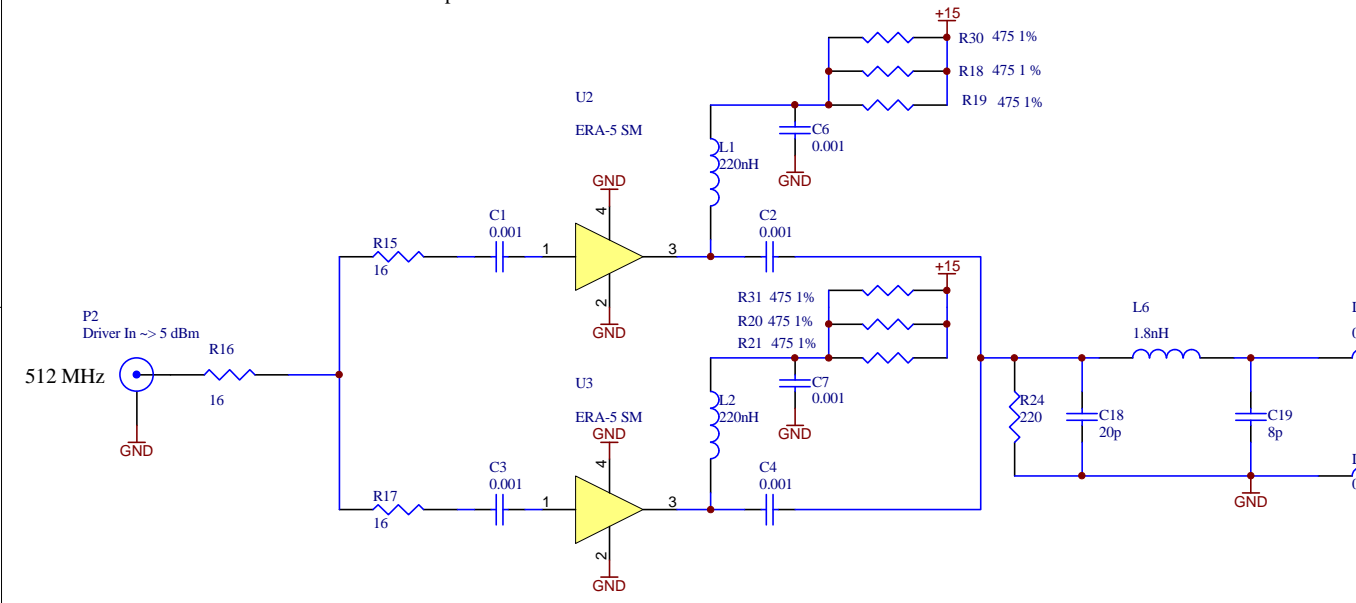 +15
R30 475 1%
R18 475 1 %
R19 475 1%
U2
ERA-5 SM
C6
0.001
L1
220nH
GND
GND
4
C1
0.001
C2
0.001
R15
16
1
3
2
GND
+15
R31 475 1%
R20 475 1%
R21 475 1%
P2
Driver In ~> 5 dBm
R16
16
512 MHz
GND
L6
1.8nH
U3
ERA-5 SM
GND
4
C7
0.001
L2
220nH
GND
R24
220
C18
20p
C19
8p
GND
C3
0.001
C4
0.001
R17
16
1
3
2
GND